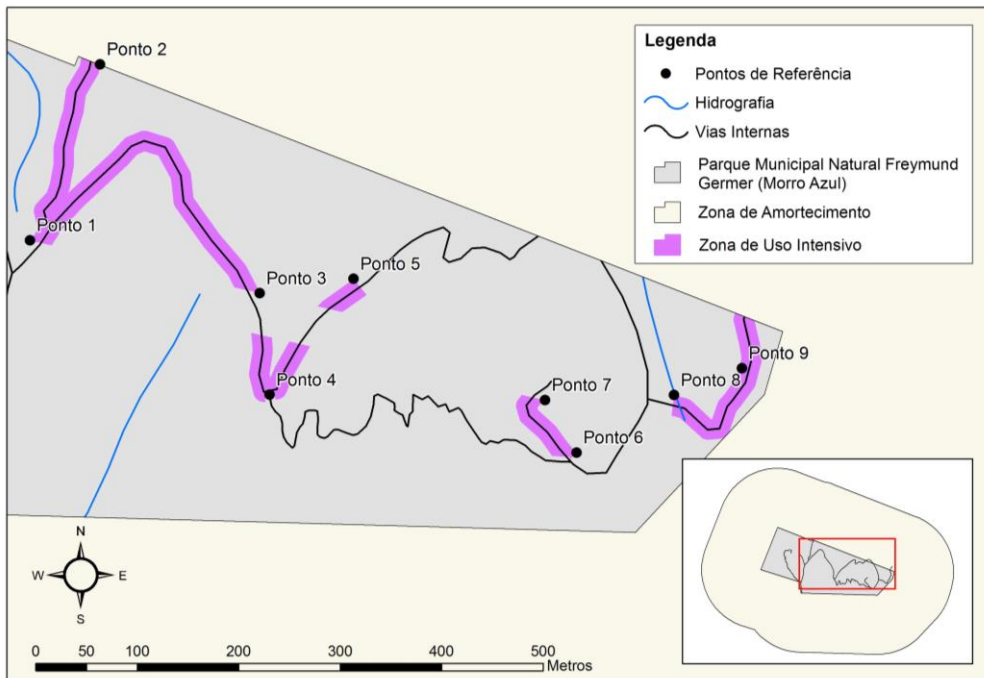 Ponto 2
Legenda
Pontos de Referência
Hidrografia
Vias Internas
Parque Municipal Natural Freymund
Germer (Morro Azul)
Zona de Amortecimento
Zona de Uso Intensivo
Ponto 1
Ponto 3
Ponto 5
Ponto 4
Ponto 7
Ponto 6
Ponto 8
Ponto 9
N
W E
S
0 50 100 200 300 400 500
Metros